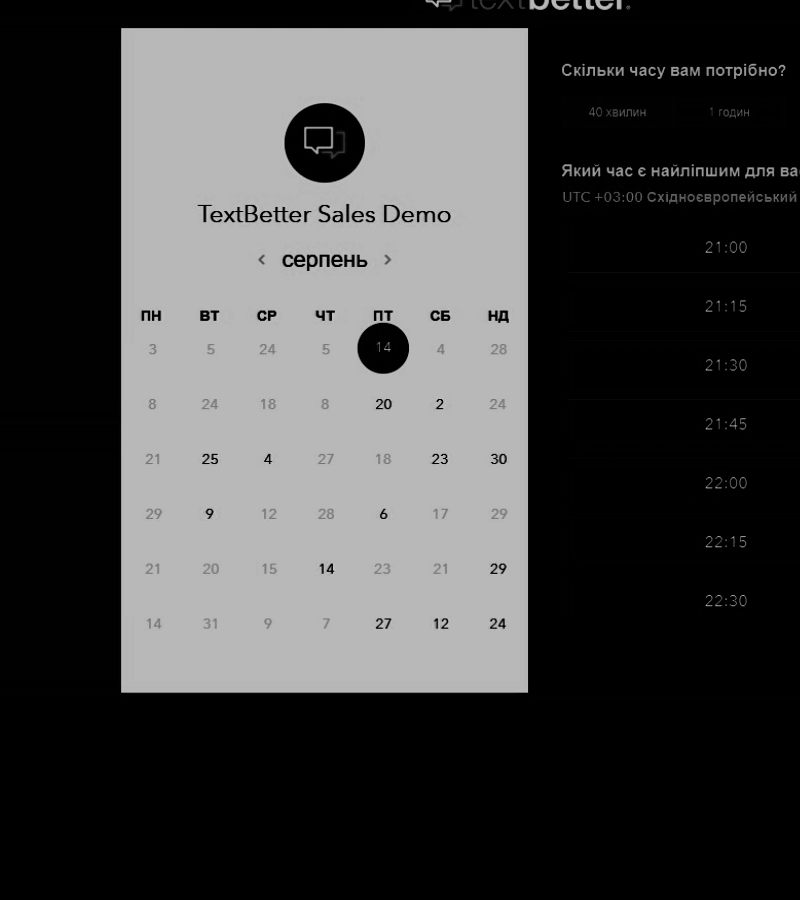 textbetter.
TextBetter Sales Demo
< серпень >
ПН ВТ СР ЧТ ПТ СБ НД
3 5 24 5 14 4 28
8 24 18 8 20 2 24
21 25 4 27 18 23 30
29 9 12 28 6 17 29
21 20 15 14 23 21 29
14 31 9 7 27 12 24
Скільки часу вам потрібно?
40 хвилин 1 годин
Який час є найліпшим для ва
UTC +03:00 Східноєвропейський
21:00
21:15
21:30
21:45
22:00
22:15
22:30